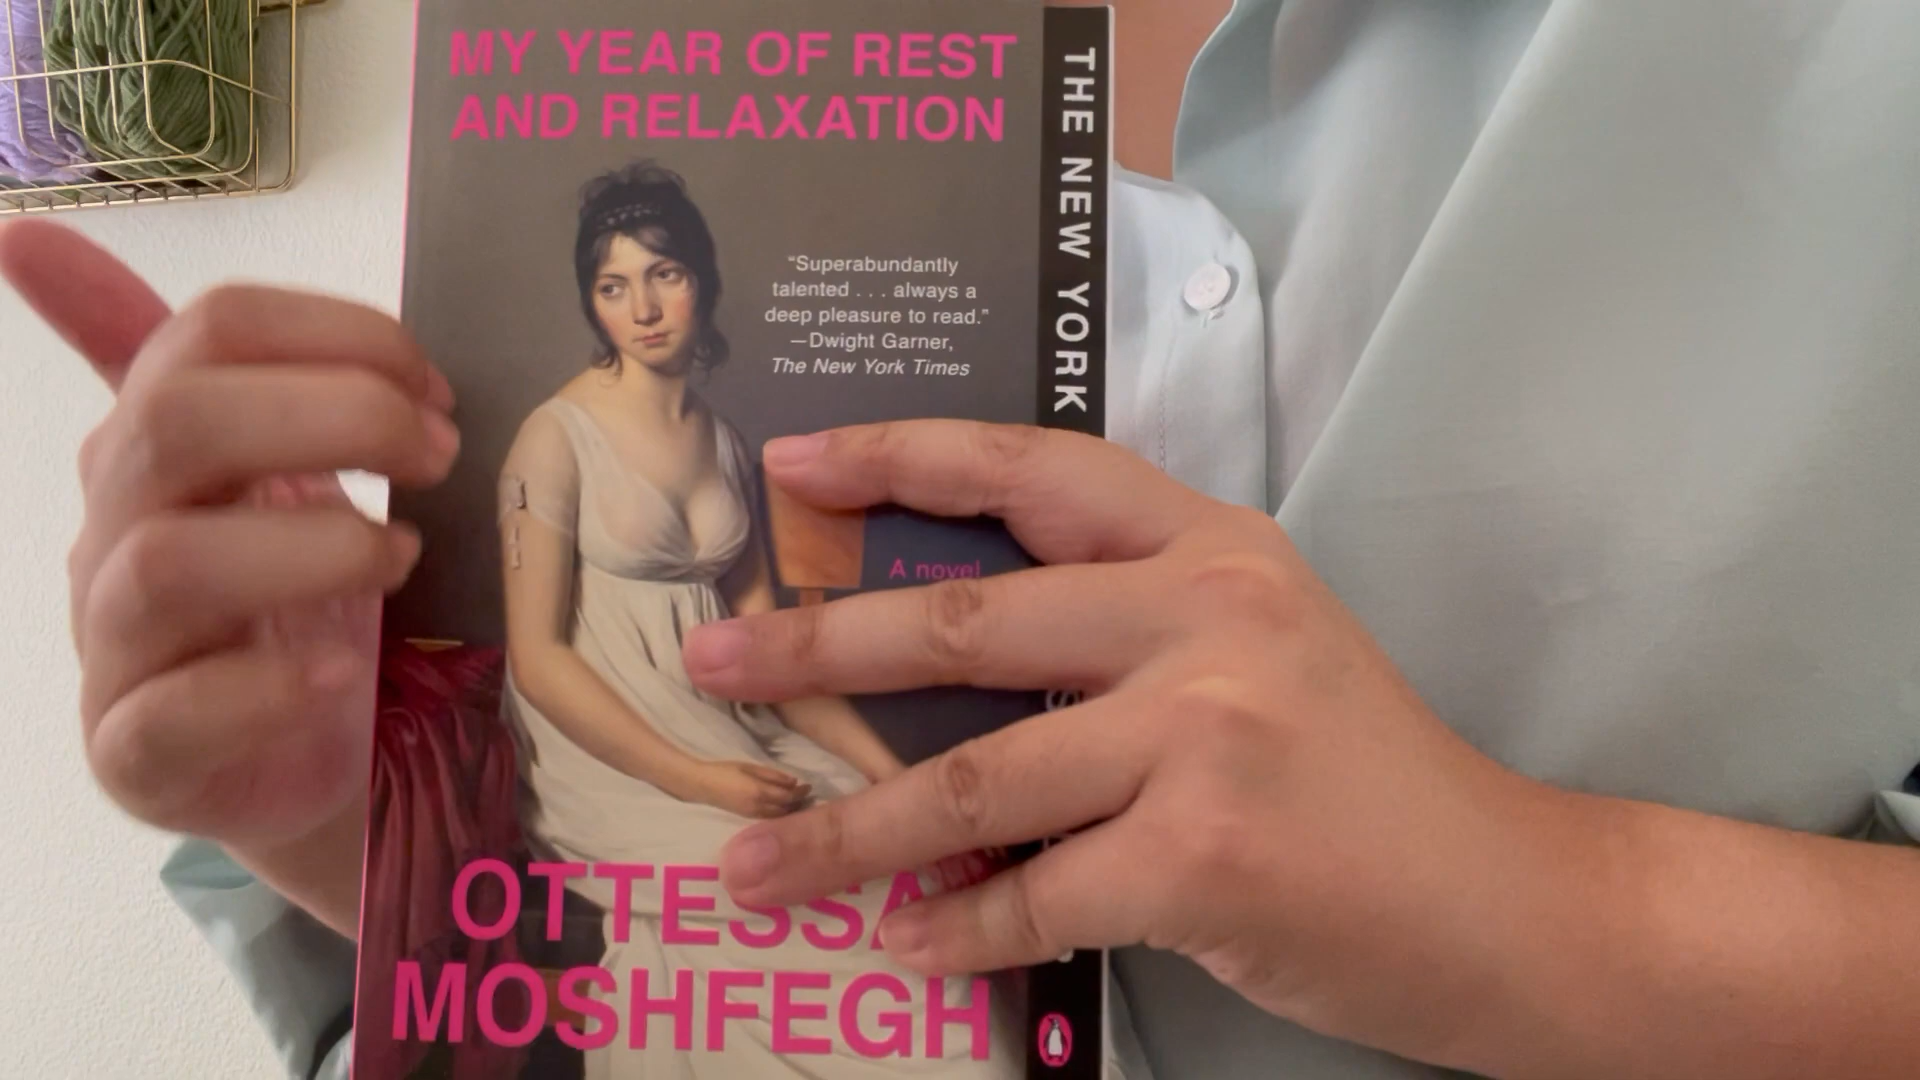 MY YEAR OF REST
AND RELAXATION
“Superabundantly
talented . . . always a
deep pleasure to read.”
—Dwight Garner,
The New York Times
A novel
OTTESSA
MOSHFEGH
THE NEW YORK